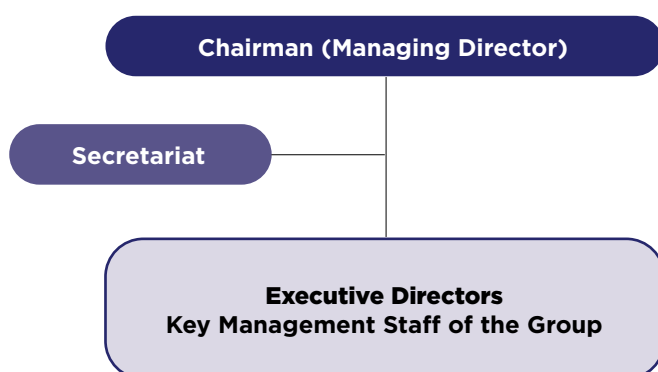 Chairman (Managing Director)
Secretariat
Executive Directors
Key Management Staff of the Group